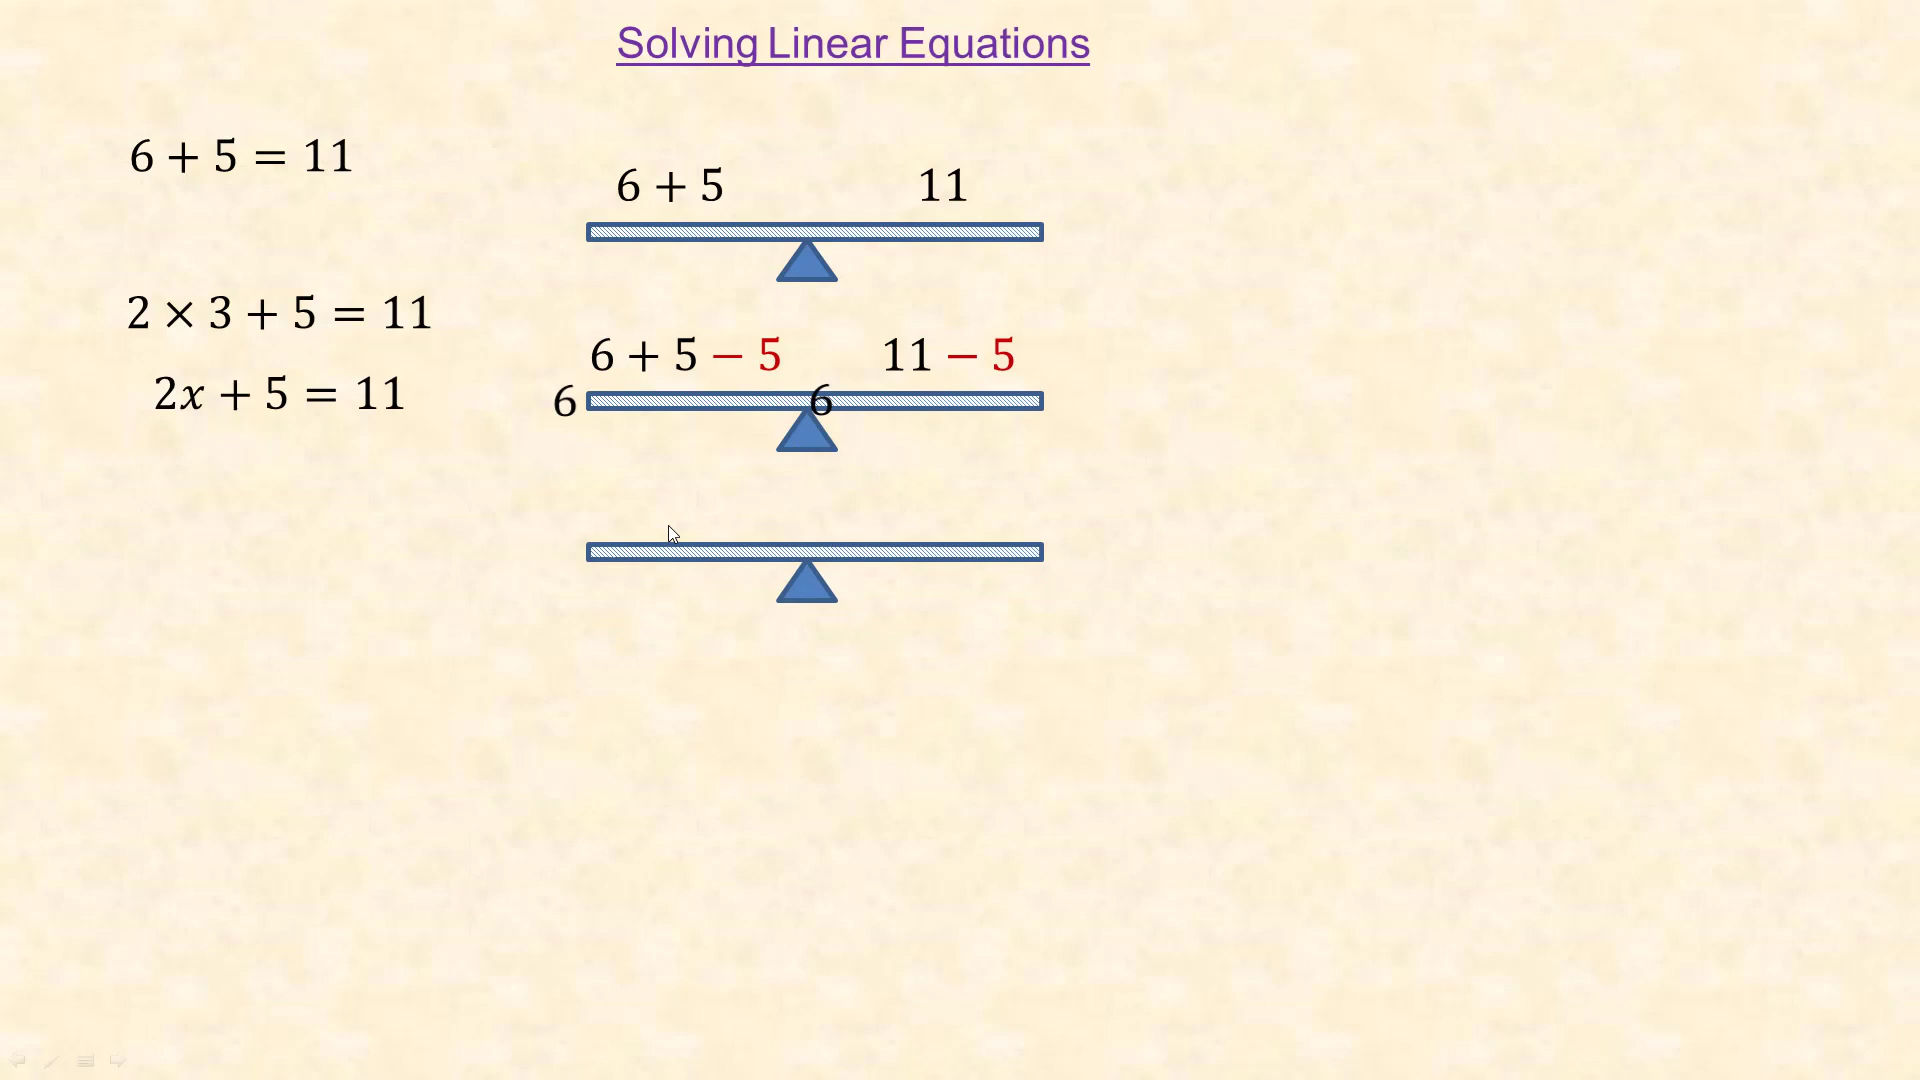 Solving Linear Equations
6 + 5 = 11
6 + 5 11
2 × 3 + 5 = 11
6 + 5 − 5 11 − 5
2x + 5 = 11
6 6